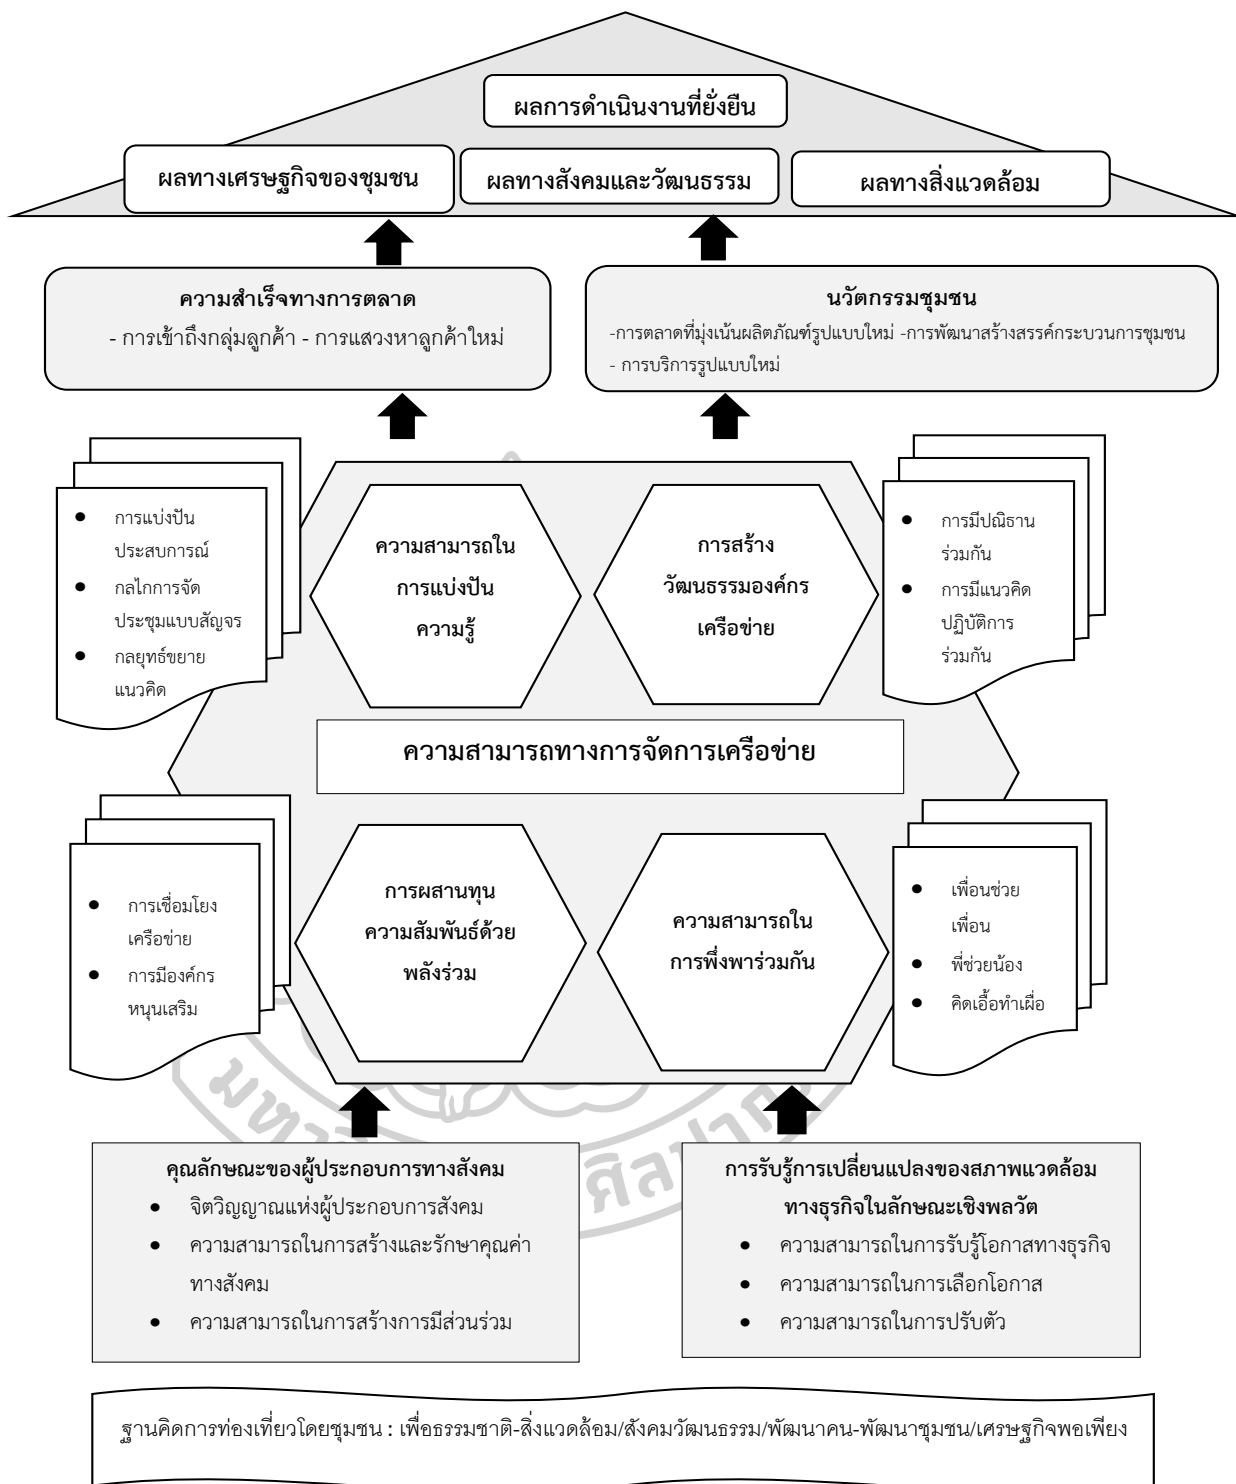 ผลการดำเนินงานที่ยั่งยืน
ผลทางเศรษฐกิจของชุมชน
ผลทางสังคมและวัฒนธรรม
ผลทางสิ่งแวดล้อม
ความสำเร็จทางการตลาด
- การเข้าถึงกลุ่มลูกค้า - การแสวงหาลูกค้าใหม่
นวัตกรรมชุมชน
-การตลาดที่มุ่งเน้นผลิตภัณฑ์รูปแบบใหม่ -การพัฒนาสร้างสรรค์กระบวนการชุมชน
- การบริการรูปแบบใหม่
● การแบ่งปัน
ประสบการณ์
● กลไกการจัด
ประชุมแบบสัญจร
● กลยุทธ์ขยาย
แนวคิด
ความสามารถใน
การแบ่งปัน
ความรู้
การสร้าง
วัฒนธรรมองค์กร
เครือข่าย
● การมีปณิธาน
ร่วมกัน
● การมีแนวคิด
ปฏิบัติการ
ร่วมกัน
ความสามารถทางการจัดการเครือข่าย
● การเชื่อมโยง
เครือข่าย
● การมีองค์กร
หนุนเสริม
การผสานทุน
ความสัมพันธ์ด้วย
พลังร่วม
ความสามารถใน
การพึ่งพาร่วมกัน
● เพื่อนช่วย
เพื่อน
● พี่ช่วยน้อง
● คิดเอื้อทำเผื่อ
คุณลักษณะของผู้ประกอบการทางสังคม
● จิตวิญญาณแห่งผู้ประกอบการสังคม
● ความสามารถในการสร้างและรักษาคุณค่า
ทางสังคม
● ความสามารถในการสร้างการมีส่วนร่วม
การรับรู้การเปลี่ยนแปลงของสภาพแวดล้อม
ทางธุรกิจในลักษณะเชิงพลวัต
● ความสามารถในการรับรู้โอกาสทางธุรกิจ
● ความสามารถในการเลือกโอกาส
● ความสามารถในการปรับตัว
ฐานคิดการท่องเที่ยวโดยชุมชน : เพื่อธรรมชาติ-สิ่งแวดล้อม/สังคมวัฒนธรรม/พัฒนาคน-พัฒนาชุมชน/เศรษฐกิจพอเพียง